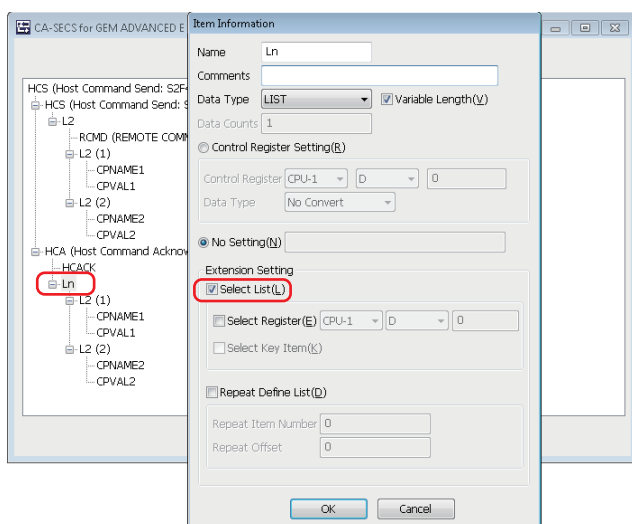 CA-SECS for GEM ADVANCED E
HCS (Host Command Send: S2F
HCS (Host Command Send: S
L2
RCMD (REMOTE COM
L2 (1)
CPNAME1
CPVAL1
L2 (2)
CPNAME2
CPVAL2
HCA (Host Command Acknow
HCACK
Ln
L2 (1)
CPNAME1
CPVAL1
L2 (2)
CPNAME2
CPVAL2
Item Information
Name Ln
Comments
Data Type LIST Variable Length(V)
Data Counts 1
Control Register Setting(R)
Control Register CPU-1 D 0
Data Type No Convert
No Setting(N)
Extension Setting
Select List(L)
Select Register(E) CPU-1 D 0
Select Key Item(K)
Repeat Define List(D)
Repeat Item Number 0
Repeat Offset 0
OK Cancel